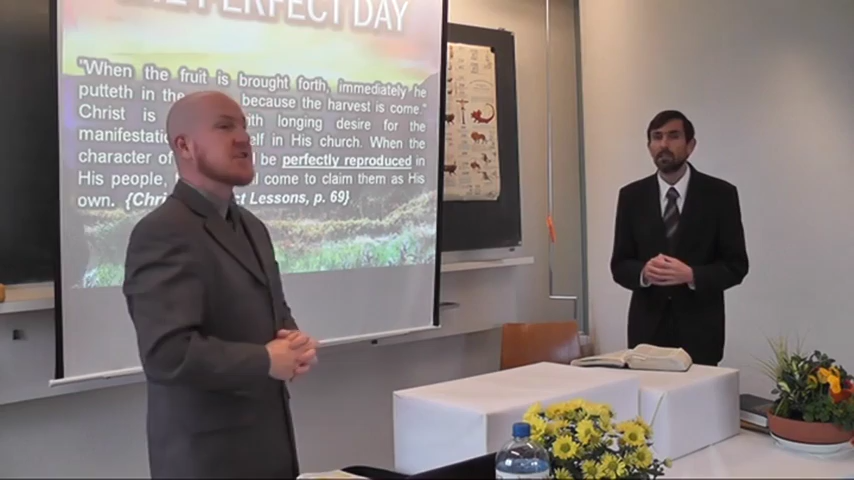 PERFECT DAY
"When the fruit is brought forth, immediately he
putteth in the because the harvest is come."
Christ is with longing desire for the
in His church. When the
character of be perfectly reproduced in
His people, come to claim them as His
own. Lessons, p. 69}